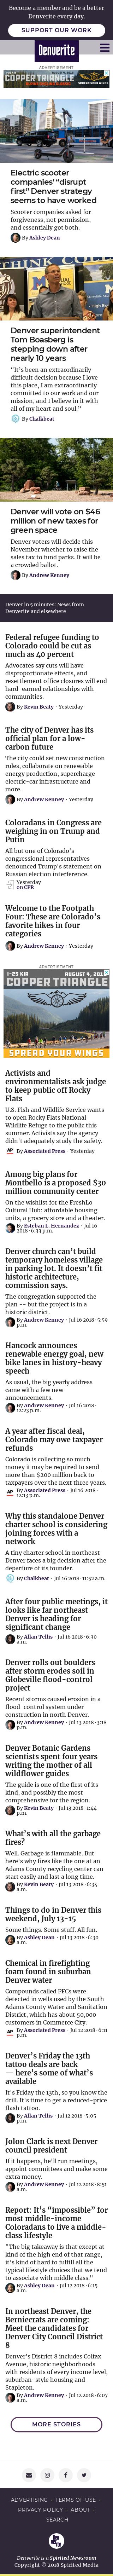 Become a member and be a better
Denverite every day.
SUPPORT OUR WORK
Denverite
ADVERTISEMENT
COPPER TRIANGLE
Electric scooter
companies' "disrupt
first" Denver strategy
seems to have worked
Scooter companies asked for
forgiveness, not permission,
and essentially got both.
By Ashley Dean
Denver superintendent
Tom Boasberg is
stepping down after
nearly 10 years
"It's been an extraordinarily
difficult decision because I love
this place, I am extraordinarily
committed to our work and our
mission, and I believe in it with
all of my heart and soul."
By Chalkbeat
Denver will vote on $46
million of new taxes for
green space
Denver voters will decide this
November whether to raise the
sales tax to fund parks. It will be
a crowded ballot.
By Andrew Kenney
Denver in 5 minutes: News from
Denverite and elsewhere
Federal refugee funding to
Colorado could be cut as
much as 40 percent
Advocates say cuts will have
disproportionate effects, and
resettlement office closures will end
hard-earned relationships with
communities.
By Kevin Beaty · Yesterday
The city of Denver has its
official plan for a low-
carbon future
The city could set new construction
rules, collaborate on renewable
energy production, supercharge
electric-car infrastructure and
more.
By Andrew Kenney · Yesterday
Coloradans in Congress are
weighing in on Trump and
Putin
All but one of Colorado's
congressional representatives
denounced Trump's statement on
Russian election interference.
Yesterday
on CPR
Welcome to the Footpath
Four: These are Colorado's
favorite hikes in four
categories
By Andrew Kenney · Yesterday
ADVERTISEMENT
COPPER TRIANGLE
SPREAD YOUR WINGS
Activists and
environmentalists ask judge
to keep public off Rocky
Flats
U.S. Fish and Wildlife Service wants
to open Rocky Flats National
Wildlife Refuge to the public this
summer. Activists say the agency
didn't adequately study the safety.
AP
By Associated Press · Yesterday
Among big plans for
Montbello is a proposed $30
million community center
On the wishlist for the FreshLo
Cultural Hub: affordable housing
units, a grocery store and a theater.
By Esteban L. Hernandez · Jul 16
2018 · 6:33 p.m.
Denver church can't build
temporary homeless village
in parking lot. It doesn't fit
historic architecture,
commission says.
The congregation supported the
plan -- but the project is in a
historic district.
By Andrew Kenney · Jul 16 2018 · 5:59
p.m.
Hancock announces
renewable energy goal, new
bike lanes in history-heavy
speech
As usual, the big yearly address
came with a few new
announcements.
By Andrew Kenney · Jul 16 2018 ·
12:23 p.m.
A year after fiscal deal,
Colorado may owe taxpayer
refunds
Colorado is collecting so much
money it may be required to send
more than $200 million back to
taxpayers over the next three years.
AP
By Associated Press · Jul 16 2018 ·
12:13 p.m.
Why this standalone Denver
charter school is considering
joining forces with a
network
A tiny charter school in northeast
Denver faces a big decision after the
departure of its founder.
By Chalkbeat · Jul 16 2018 · 11:52 a.m.
After four public meetings, it
looks like far northeast
Denver is heading for
significant change
By Allan Tellis · Jul 16 2018 · 6:30
a.m.
Denver rolls out boulders
after storm erodes soil in
Globeville flood-control
project
Recent storms caused erosion in a
flood-control system under
construction in north Denver.
By Andrew Kenney · Jul 13 2018 · 3:18
p.m.
Denver Botanic Gardens
scientists spent four years
writing the mother of all
wildflower guides
The guide is one of the first of its
kind, and possibly the most
comprehensive for the region.
By Kevin Beaty · Jul 13 2018 · 1:44
p.m.
What's with all the garbage
fires?
Well. Garbage is flammable. But
here's why fires like the ones at an
Adams County recycling center can
start easily and last a long time.
By Kevin Beaty · Jul 13 2018 · 6:34
a.m.
Things to do in Denver this
weekend, July 13-15
Some things. Some stuff. All fun.
By Ashley Dean · Jul 13 2018 · 6:30
a.m.
Chemical in firefighting
foam found in suburban
Denver water
Compounds called PFCs were
detected in wells used by the South
Adams County Water and Sanitation
District, which has about 50,000
customers in Commerce City.
AP
By Associated Press · Jul 12 2018 · 6:11
p.m.
Denver's Friday the 13th
tattoo deals are back
— here's some of what's
available
It's Friday the 13th, so you know the
drill. It's time to get a reduced-price
flash tattoo.
By Allan Tellis · Jul 12 2018 · 5:05
p.m.
Jolon Clark is next Denver
council president
If it happens, he'll run meetings,
appoint committees and make some
extra money.
By Andrew Kenney · Jul 12 2018 · 8:51
a.m.
Report: It's "impossible" for
most middle-income
Coloradans to live a middle-
class lifestyle
"The big takeaway is that except at
kind of the high end of that range,
it's not at all likely that the kid
would be able to fulfill all the
typical lifestyle desires that we tend
to associate with middle class."
By Ashley Dean · Jul 12 2018 · 6:15
a.m.
In northeast Denver, the
Berniecrats are coming:
Meet the candidates for
Denver City Council District
8
Denver's District 8 includes Colfax
Avenue, historic neighborhoods
with residents of every income level,
and the explosive growth of
Stapleton.
By Andrew Kenney · Jul 12 2018 · 6:07
a.m.
MORE STORIES
ADVERTISING · TERMS OF USE ·
PRIVACY POLICY · ABOUT ·
SEARCH
Denverite is a Spirited Newsroom
Copyright © 2018 Spirited Media